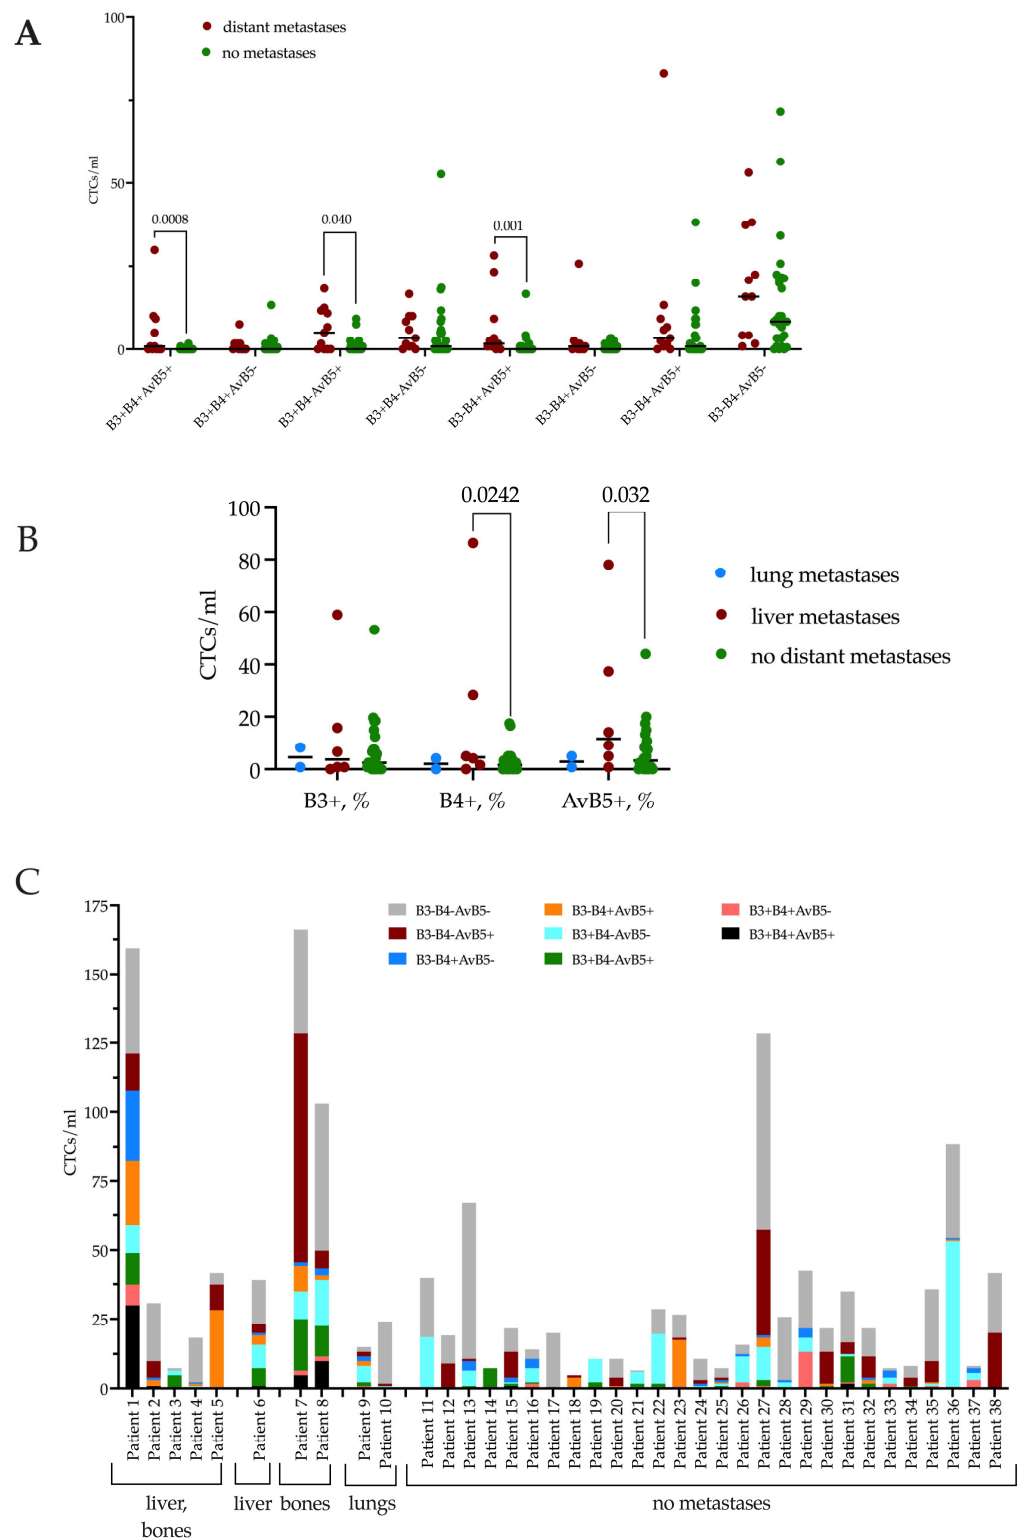 A
100
distant metastases
no metastases
CTCs/ml
50
0.0008
0.040
0.001
0
B3+B4+AvB5+
B3+B4+AvB5-
B3+B4-AvB5+
B3+B4-AvB5-
B3-B4+AvB5+
B3-B4+AvB5-
B3-B4-AvB5+
B3-B4-AvB5-
B
0.0242
0.032
100
80
60
40
20
0
CTCs/ml
lung metastases
liver metastases
no distant metastases
B3+, %
B4+, %
AvB5+, %
C
175
150
125
100
75
50
25
0
CTCs/ml
B3-B4-AvB5-
B3-B4+AvB5+
B3+B4+AvB5-
B3-B4-AvB5+
B3+B4-AvB5-
B3+B4+AvB5+
B3-B4+AvB5-
B3+B4-AvB5+
Patient 1
Patient 2
Patient 3
Patient 4
Patient 5
Patient 6
Patient 7
Patient 8
Patient 9
Patient 10
Patient 11
Patient 12
Patient 13
Patient 14
Patient 15
Patient 16
Patient 17
Patient 18
Patient 19
Patient 20
Patient 21
Patient 22
Patient 23
Patient 24
Patient 25
Patient 26
Patient 27
Patient 28
Patient 29
Patient 30
Patient 31
Patient 32
Patient 33
Patient 34
Patient 35
Patient 36
Patient 37
Patient 38
liver,
bones
liver
bones
lungs
no metastases